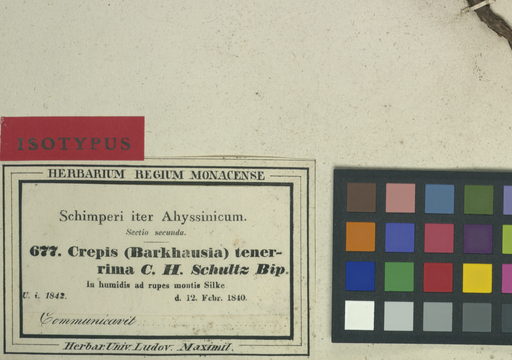 ISOTYPUS
HERBARIUM REGIUM MONACENSE
Schimperi iter Abyssinicum.
Sectio secunda.
677. Crepis (Barkhausia) tener-
rima C. H. Schultz Bip.
In humidis ad rupes montis Silke
U. i. 1842. d. 12. Febr. 1840.
Communicavit
Herbar. Univ. Ludov. Maximil.